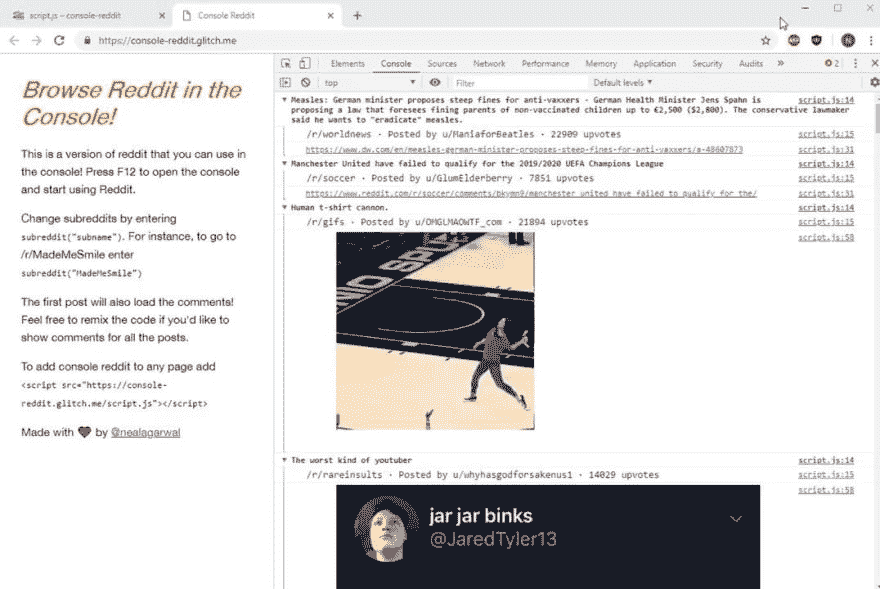 script.js – console-reddit
Console Reddit
https://console-reddit.glitch.me
Elements Console Sources Network Performance Memory Application Security Audits » 2
top
Filter
Default levels ▼
Browse Reddit in the
Console!
This is a version of reddit that you can use in
the console! Press F12 to open the console
and start using Reddit.
Change subreddits by entering
subreddit("subname"). For instance, to go to
/r/MadeMeSmile enter
subreddit("MadeMeSmile")
The first post will also load the comments!
Feel free to remix the code if you'd like to
show comments for all the posts.
To add console reddit to any page add
<script src="https://console-
reddit.glitch.me/script.js"></script>
Made with 🖤 by @nealagarwal
▼ Measles: German minister proposes steep fines for anti-vaxxers - German Health Minister Jens Spahn is script.js:14
proposing a law that foresees fining parents of non-vaccinated children up to €2,500 ($2,800). The conservative lawmaker
said he wants to "eradicate" measles.
/r/worldnews · Posted by u/ManiaforBeatles · 22909 upvotes script.js:15
https://www.dw.com/en/measles-german-minister-proposes-steep-fines-for-anti-vaxxers/a-48607873 script.js:31
▼ Manchester United have failed to qualify for the 2019/2020 UEFA Champions League script.js:14
/r/soccer · Posted by u/GlumElderberry · 7851 upvotes script.js:15
https://www.reddit.com/r/soccer/comments/bkymn9/manchester_united_have_failed_to_qualify_for_the/ script.js:31
▼ Human t-shirt cannon. script.js:14
/r/gifs · Posted by u/OMGLMAOWTF_com · 21894 upvotes script.js:15
script.js:58
NIO SPUR
▼ The worst kind of youtuber script.js:14
/r/rareinsults · Posted by u/whyhasgodforsakenus1 · 14029 upvotes script.js:15
script.js:58
jar jar binks
@JaredTyler13